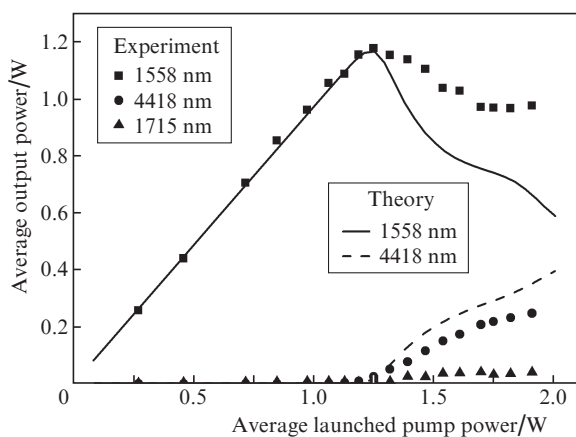 Average output power/W
1.2
1.0
0.8
0.6
0.4
0.2
0
0.5
1.0
1.5
2.0
Average launched pump power/W
Experiment
1558 nm
4418 nm
1715 nm
Theory
1558 nm
4418 nm